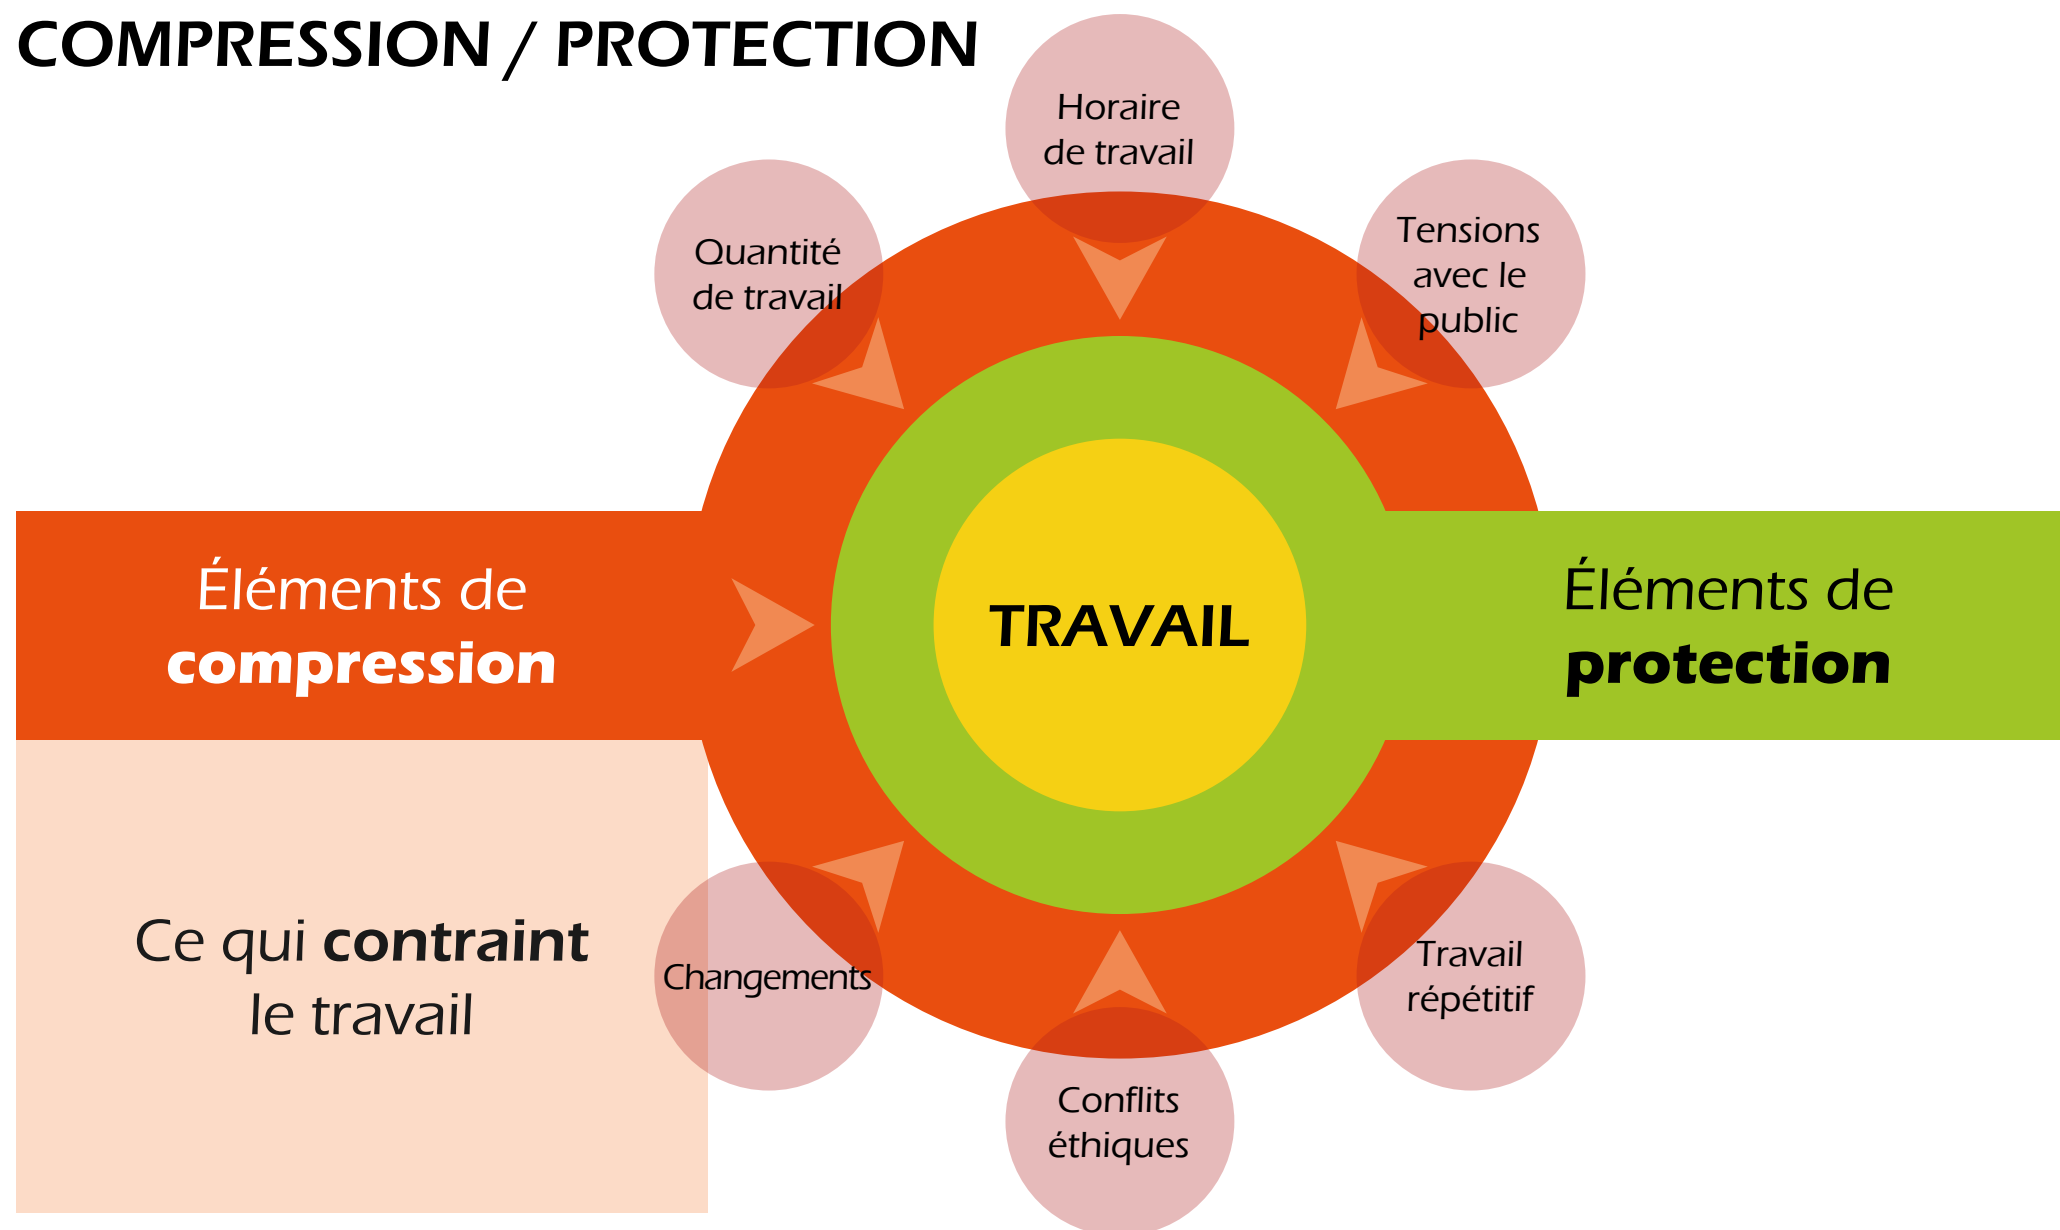 COMPRESSION / PROTECTION
Horaire
de travail
Quantité
de travail
Tensions
avec le
public
Éléments de
compression
TRAVAIL
Éléments de
protection
Ce qui contraint
le travail
Changements
Travail
répétitif
Conflits
éthiques